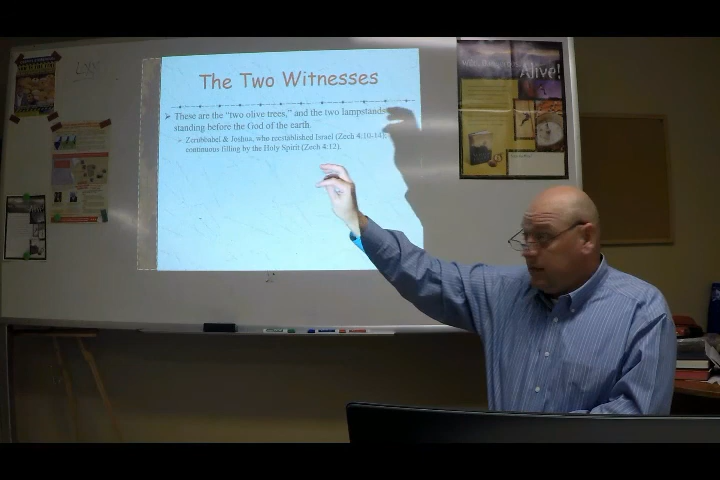 The Two Witnesses
These are the "two olive trees," and the two lampstands
standing before the God of the earth.
Zerubbabel & Joshua, who reestablished Israel (Zech 4:10-14);
continuous filling by the Holy Spirit (Zech 4:12).
Alive!